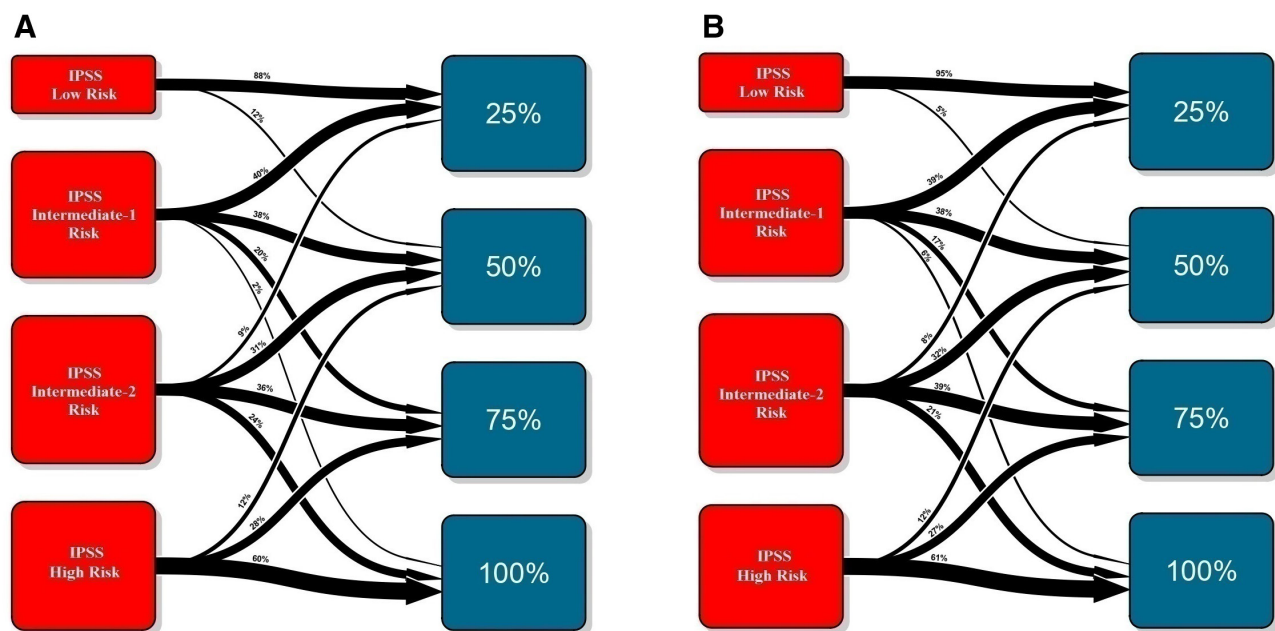 A
IPSS
Low Risk
88%
12%
25%
IPSS
Intermediate-1
Risk
40%
38%
20%
2%
50%
IPSS
Intermediate-2
Risk
9%
31%
36%
24%
75%
IPSS
High Risk
12%
28%
60%
100%
B
IPSS
Low Risk
95%
5%
25%
IPSS
Intermediate-1
Risk
39%
38%
17%
6%
50%
IPSS
Intermediate-2
Risk
8%
32%
39%
21%
75%
IPSS
High Risk
12%
27%
61%
100%